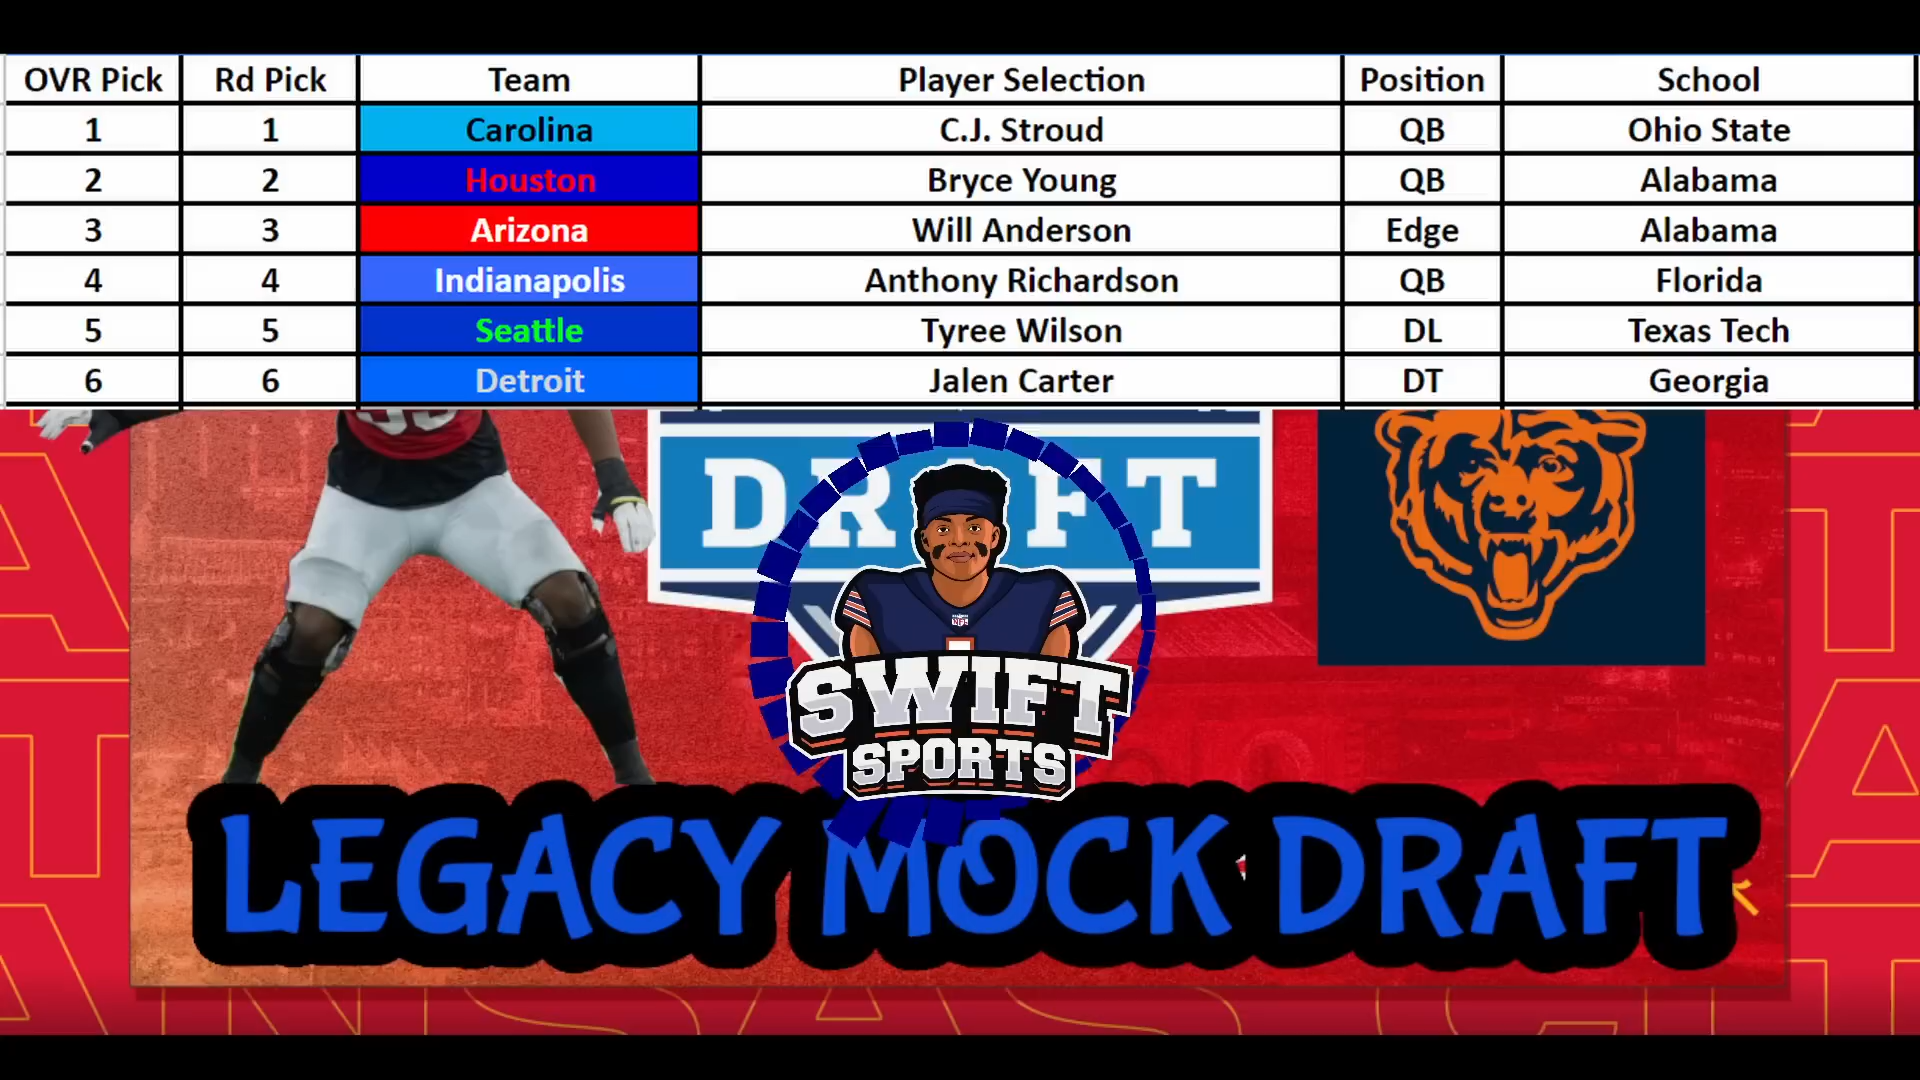 OVR Pick Rd Pick Team Player Selection Position School
1 1 Carolina C.J. Stroud QB Ohio State
2 2 Houston Bryce Young QB Alabama
3 3 Arizona Will Anderson Edge Alabama
4 4 Indianapolis Anthony Richardson QB Florida
5 5 Seattle Tyree Wilson DL Texas Tech
6 6 Detroit Jalen Carter DT Georgia
DRAFT
NFL
SWIFT
SPORTS
LEGACY MOCK DRAFT